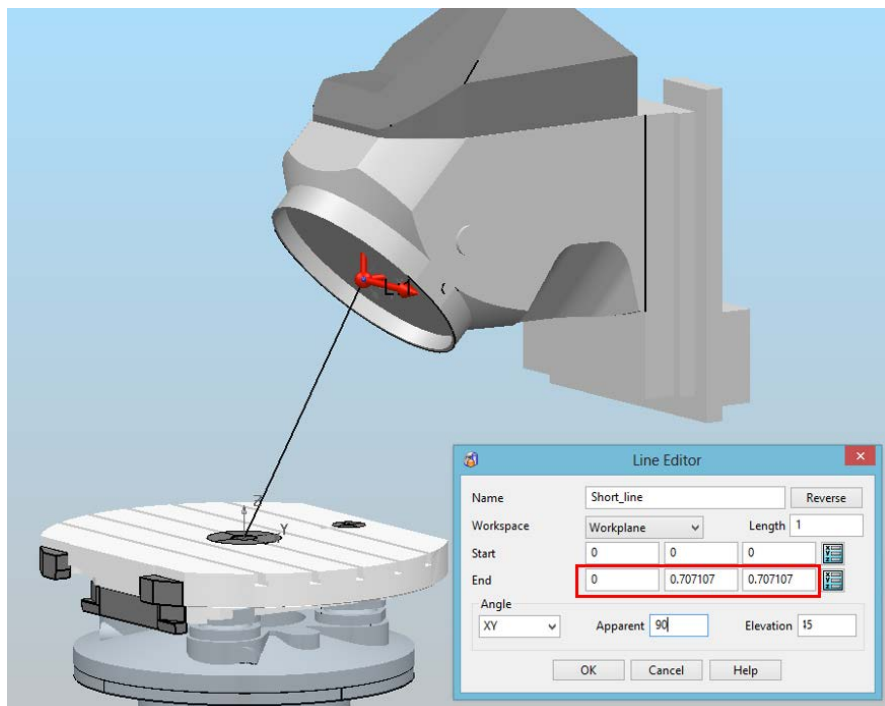 L:1
Z
Y
Line Editor
Name Short_line Reverse
Workspace Workplane Length 1
Start 0 0 0
End 0 0.707107 0.707107
Angle
XY Apparent 90 Elevation 45
OK Cancel Help